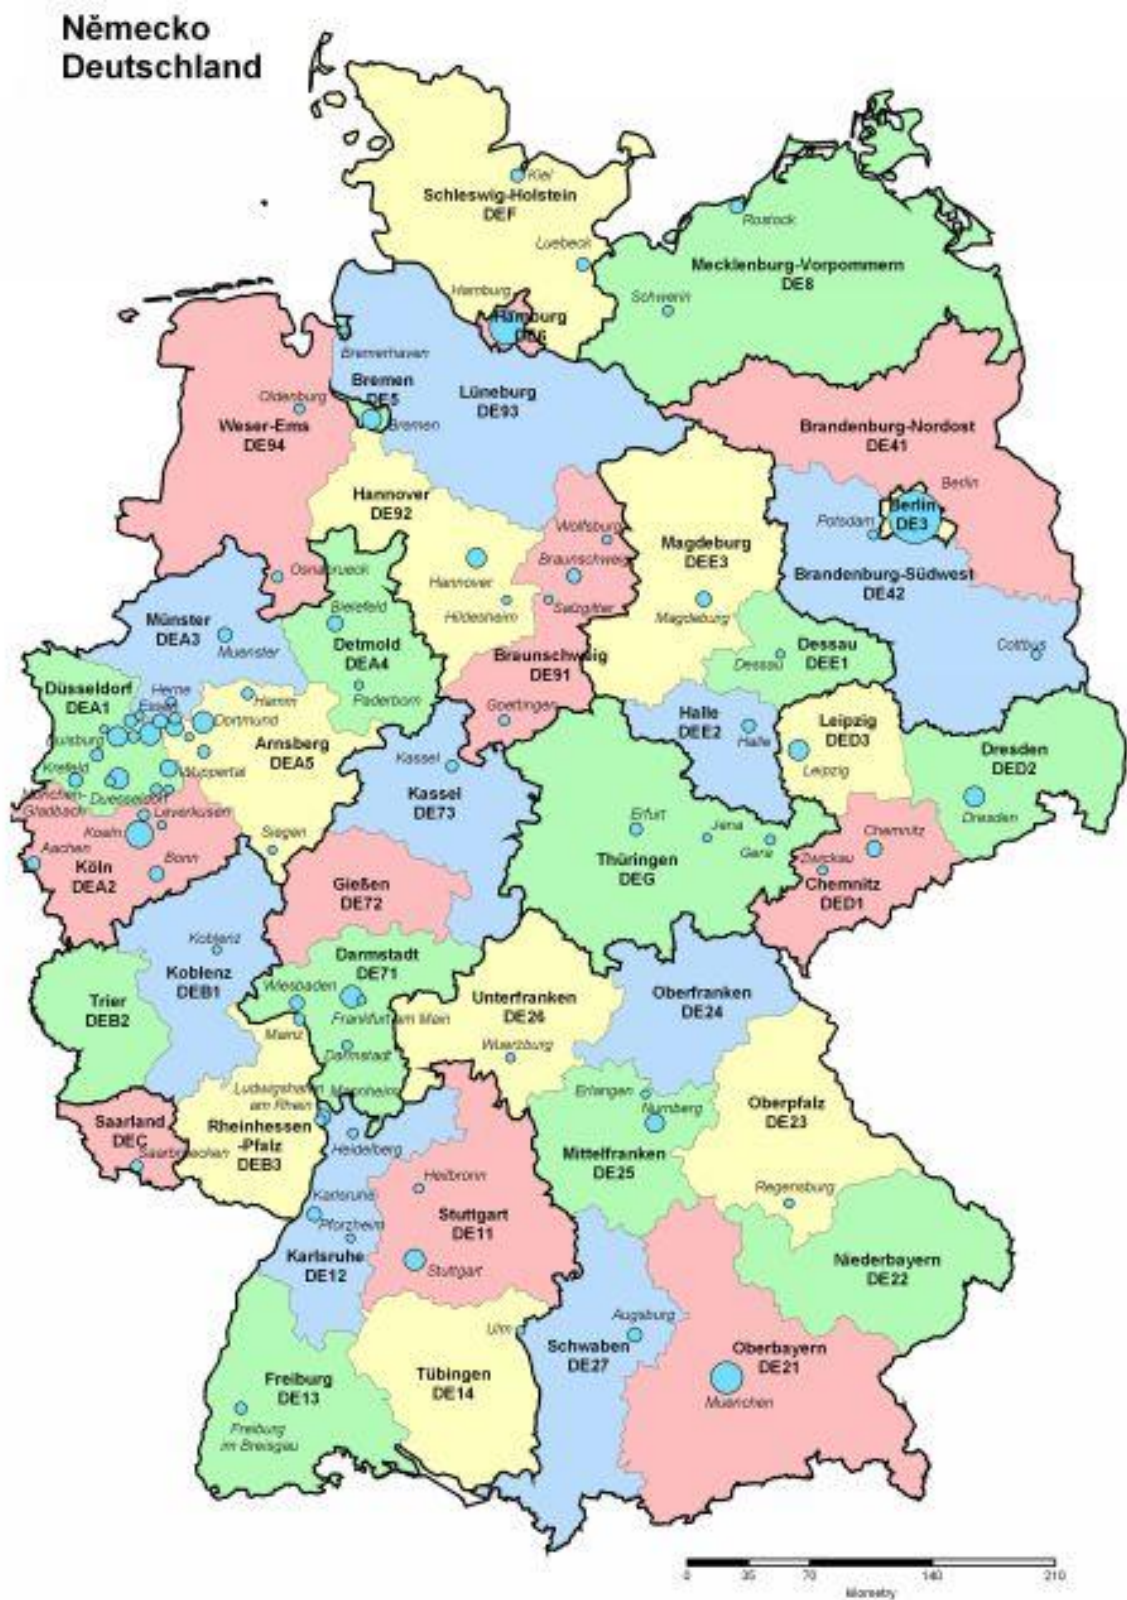 Německo
Deutschland
Kiel
Schleswig-Holstein
DEF
Rostock
Luebeck
Mecklenburg-Vorpommern
DE8
Schwerin
Hamburg
Hamburg
DE6
Bremerhaven
Bremen
DE5
Bremen
Lüneburg
DE93
Oldenburg
Weser-Ems
DE94
Brandenburg-Nordost
DE41
Berlin
Berlin
DE3
Potsdam
Hannover
DE92
Wolfsburg
Braunschweig
Magdeburg
DEE3
Brandenburg-Südwest
DE42
Hannover
Osnabrueck
Hildesheim
Salzgitter
Magdeburg
Bielefeld
Münster
DEA3
Muenster
Detmold
DEA4
Paderborn
Braunschweig
DE91
Goettingen
Dessau
DEE1
Dessau
Cottbus
Düsseldorf
DEA1
Herne
Essen
Hamm
Dortmund
Duisburg
Arnsberg
DEA5
Krefeld
Wuppertal
Monchen-
Gladbach
Duesseldorf
Leverkusen
Kassel
Kassel
DE73
Halle
DEE2
Halle
Leipzig
DED3
Leipzig
Dresden
DED2
Dresden
Koeln
Aachen
Köln
DEA2
Bonn
Siegen
Erfurt
Jena
Gera
Thüringen
DEG
Chemnitz
Zwickau
Chemnitz
DED1
Gießen
DE72
Koblenz
Koblenz
DEB1
Trier
DEB2
Darmstadt
DE71
Wiesbaden
Frankfurt am Main
Mainz
Darmstadt
Unterfranken
DE26
Wuerzburg
Oberfranken
DE24
Ludwigshafen
am Rhein
Mannheim
Erlangen
Nurnberg
Oberpfalz
DE23
Saarland
DEC
Saarbruecken
Rheinhessen
-Pfalz
DEB3
Heidelberg
Mittelfranken
DE25
Regensburg
Heilbronn
Karlsruhe
Pforzheim
Karlsruhe
DE12
Stuttgart
DE11
Stuttgart
Niederbayern
DE22
Ulm
Augsburg
Schwaben
DE27
Oberbayern
DE21
Muenchen
Tübingen
DE14
Freiburg
DE13
Freiburg
im Breisgau
0 35 70 140 210
kilometry